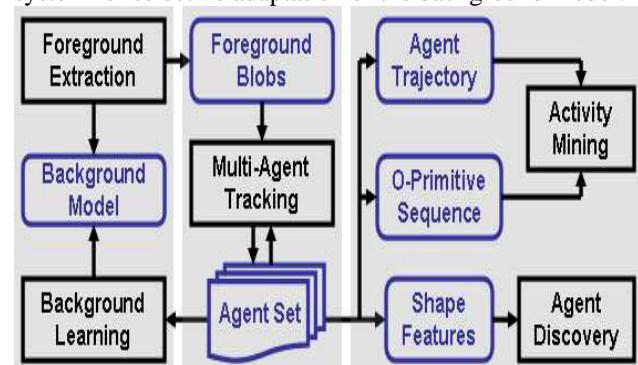 Foreground
Extraction
Foreground
Blobs
Agent
Trajectory
Activity
Mining
Background
Model
Multi-Agent
Tracking
O-Primitive
Sequence
Background
Learning
Agent Set
Shape
Features
Agent
Discovery